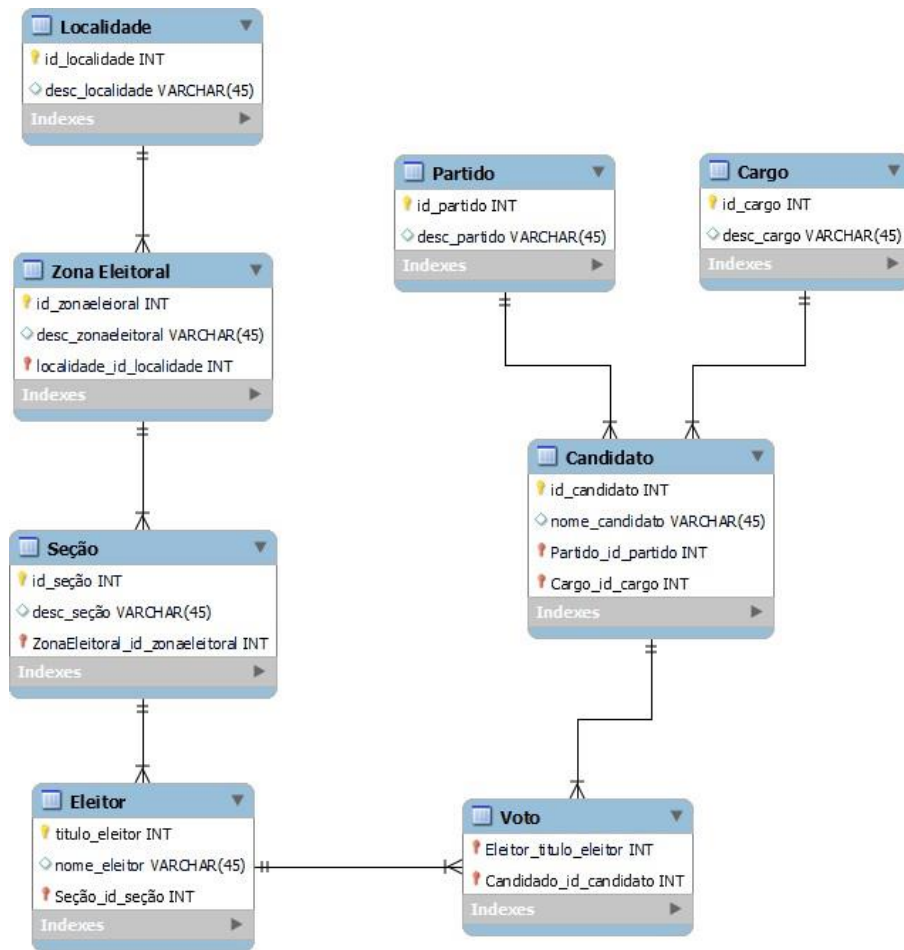 Localidade
id_localidade INT
desc_localidade VARCHAR(45)
Indexes
Partido
id_partido INT
desc_partido VARCHAR(45)
Indexes
Cargo
id_cargo INT
desc_cargo VARCHAR(45)
Indexes
Zona Eleitoral
id_zonaeleioral INT
desc_zonaeleitoral VARCHAR(45)
localidade_id_localidade INT
Indexes
Candidato
id_candidato INT
nome_candidato VARCHAR(45)
Partido_id_partido INT
Cargo_id_cargo INT
Indexes
Seção
id_seção INT
desc_seção VARCHAR(45)
ZonaEleitoral_id_zonaeleitoral INT
Indexes
Eleitor
titulo_eleitor INT
nome_eleitor VARCHAR(45)
Seção_id_seção INT
Indexes
Voto
Eleitor_titulo_eleitor INT
Candidado_id_candidato INT
Indexes